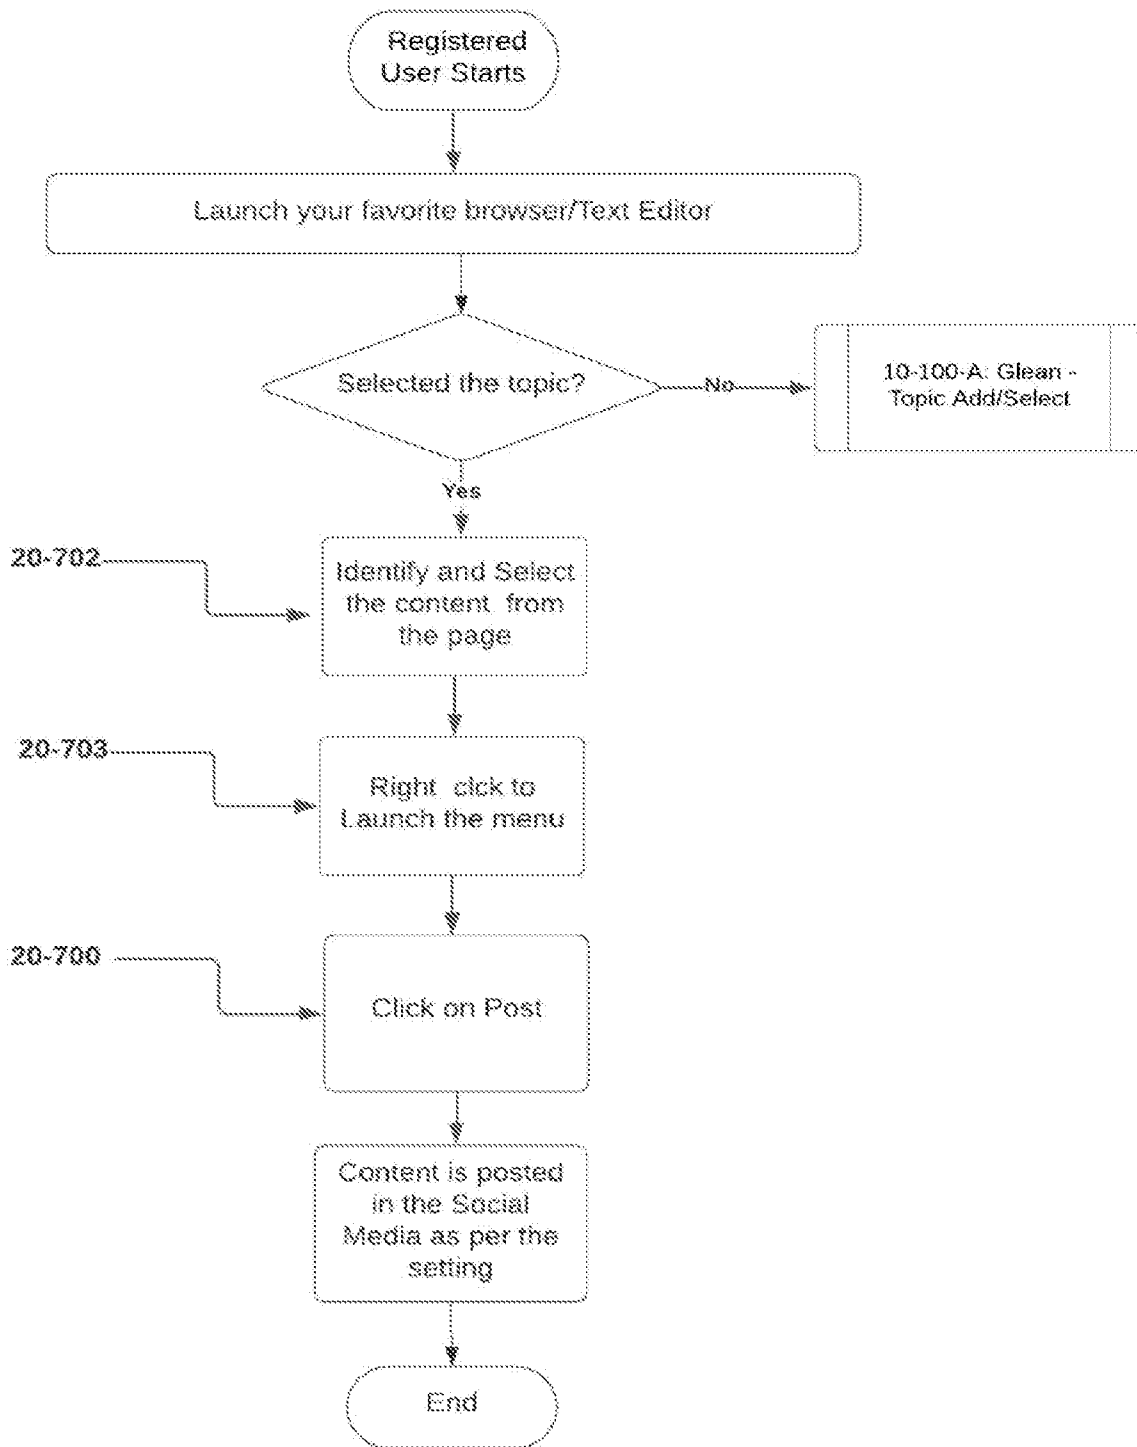 Registered
User Starts
Launch your favorite browser/Text Editor
Selected the topic?
No
10-100-A: Glean -
Topic Add/Select
Yes
20-702
Identify and Select
the content from
the page
20-703
Right clck to
Launch the menu
20-700
Click on Post
Content is posted
in the Social
Media as per the
setting
End